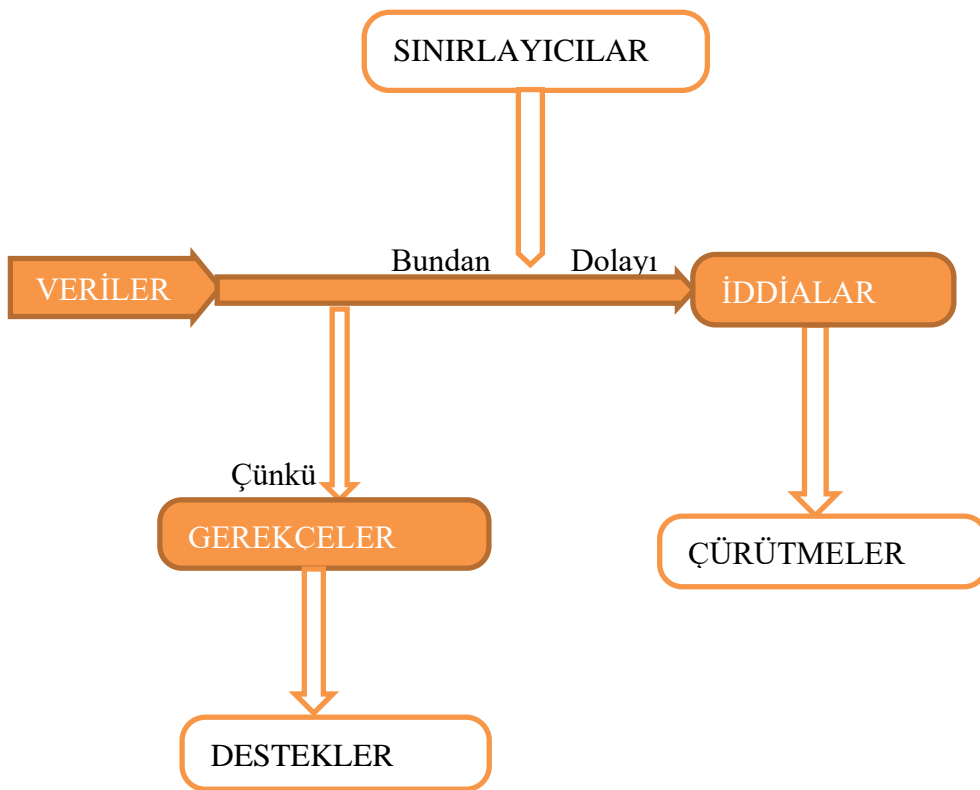 SINIRLAYICILAR
Bundan Dolayı
VERİLER
İDDİALAR
Çünkü
GEREKÇELER
ÇÜRÜTMELER
DESTEKLER